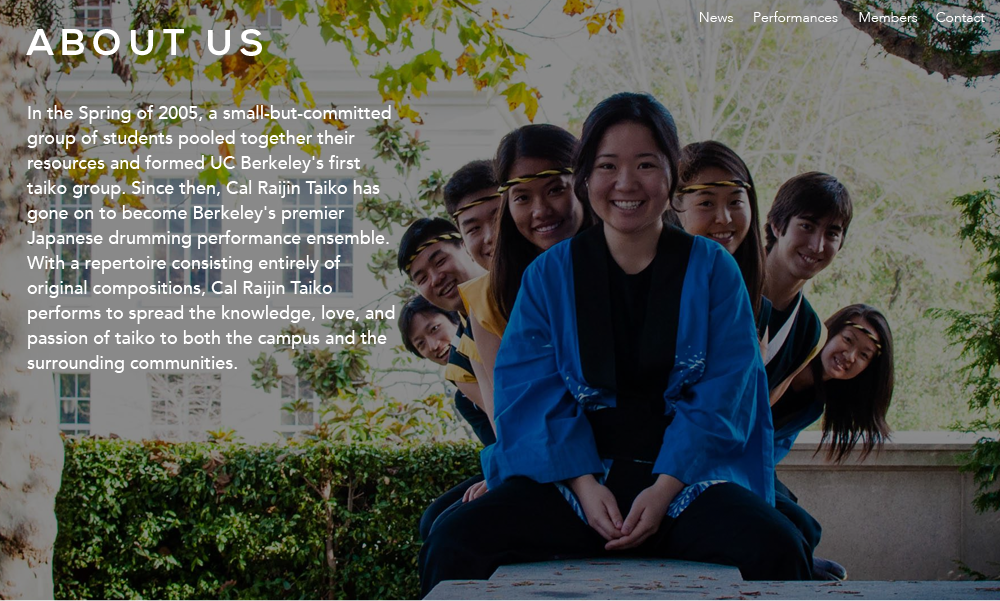 News Performances Members Contact
ABOUT US
In the Spring of 2005, a small-but-committed
group of students pooled together their
resources and formed UC Berkeley's first
taiko group. Since then, Cal Raijin Taiko has
gone on to become Berkeley's premier
Japanese drumming performance ensemble.
With a repertoire consisting entirely of
original compositions, Cal Raijin Taiko
performs to spread the knowledge, love, and
passion of taiko to both the campus and the
surrounding communities.